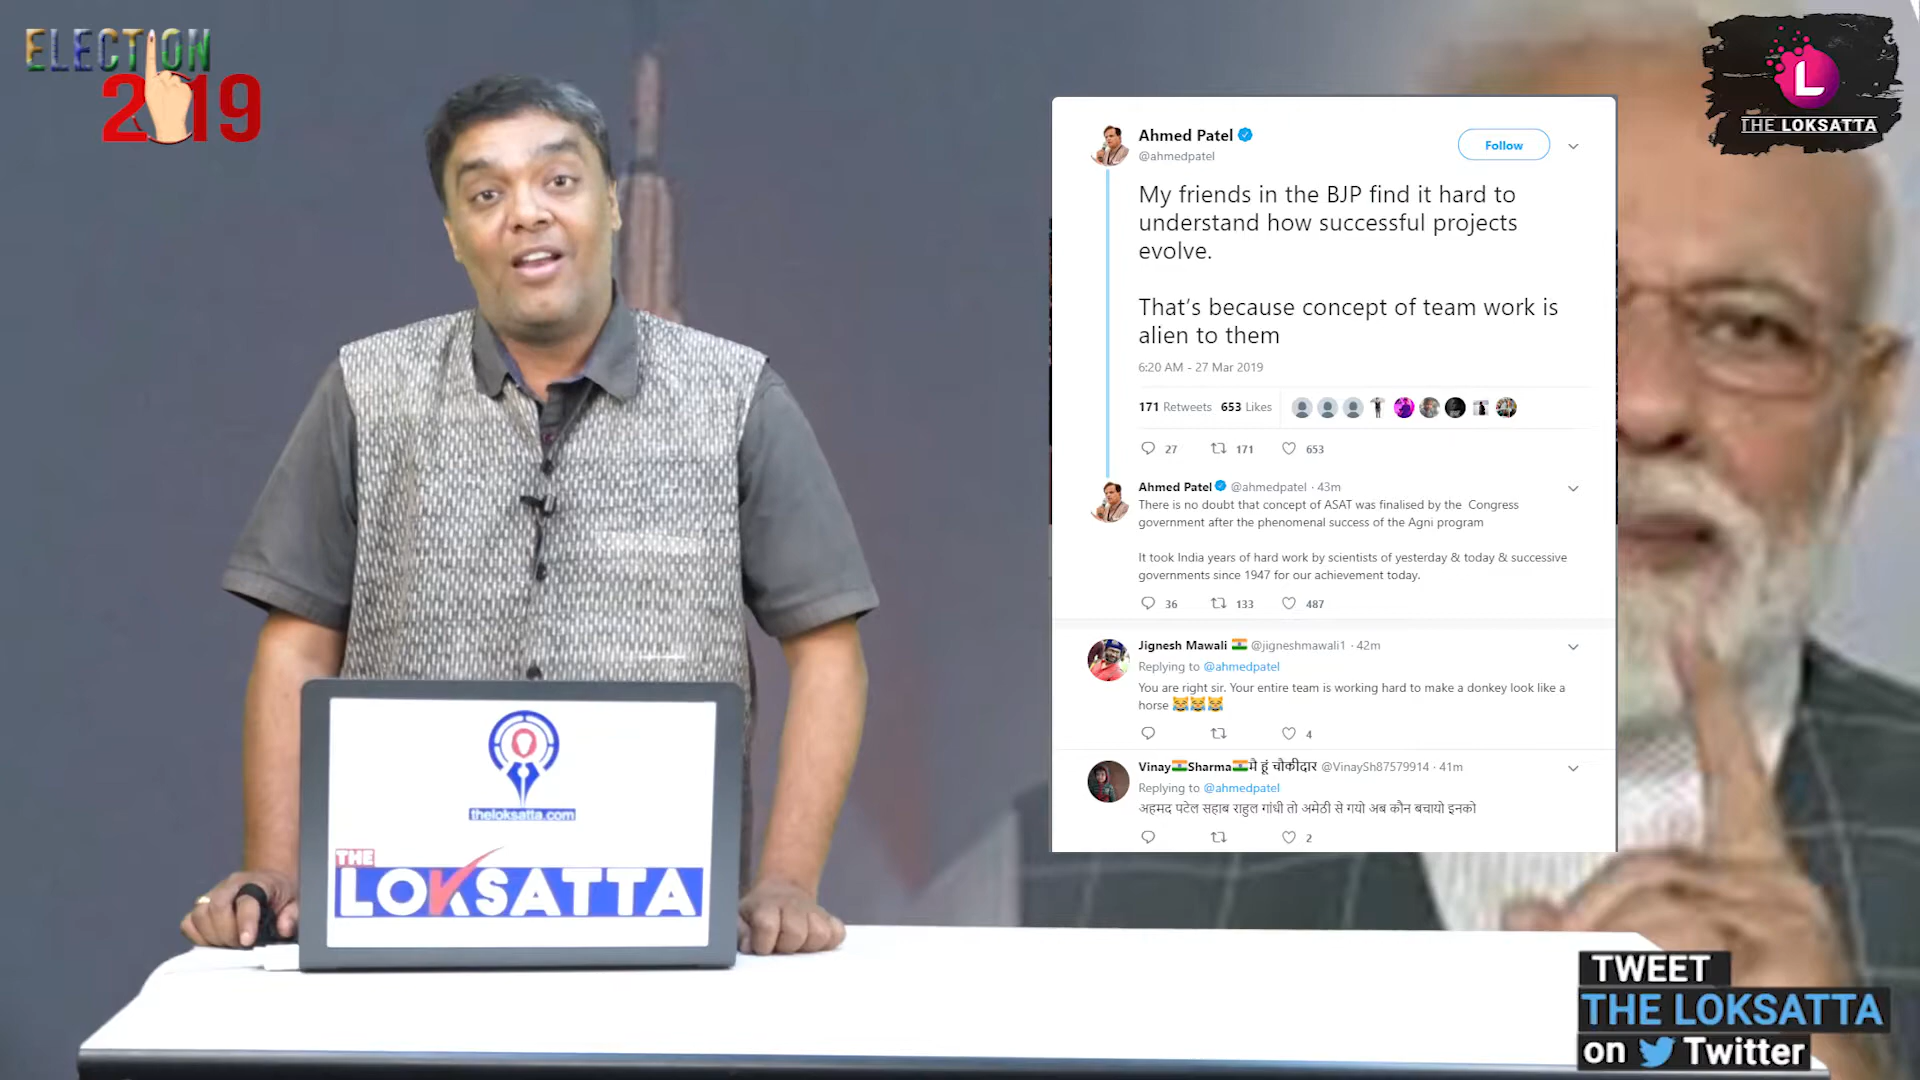 ELECTION
2019
THE LOKSATTA
Ahmed Patel
@ahmedpatel
Follow
My friends in the BJP find it hard to
understand how successful projects
evolve.
That's because concept of team work is
alien to them
6:20 AM - 27 Mar 2019
171 Retweets 653 Likes
27 171 653
Ahmed Patel @ahmedpatel · 43m
There is no doubt that concept of ASAT was finalised by the Congress
government after the phenomenal success of the Agni program
It took India years of hard work by scientists of yesterday & today & successive
governments since 1947 for our achievement today.
36 133 487
Jignesh Mawali 🇮🇳 @jigneshmawali1 · 42m
Replying to @ahmedpatel
You are right sir. Your entire team is working hard to make a donkey look like a
horse 😹😹😹
4
Vinay🇮🇳Sharma🇮🇳मै हूं चौकीदार @VinaySh87579914 · 41m
Replying to @ahmedpatel
अहमद पटेल सहाब राहुल गांधी तो अमेठी से गयो अब कौन बचायो इनको
2
theloksatta.com
THE
LOKSATTA
TWEET
THE LOKSATTA
on Twitter